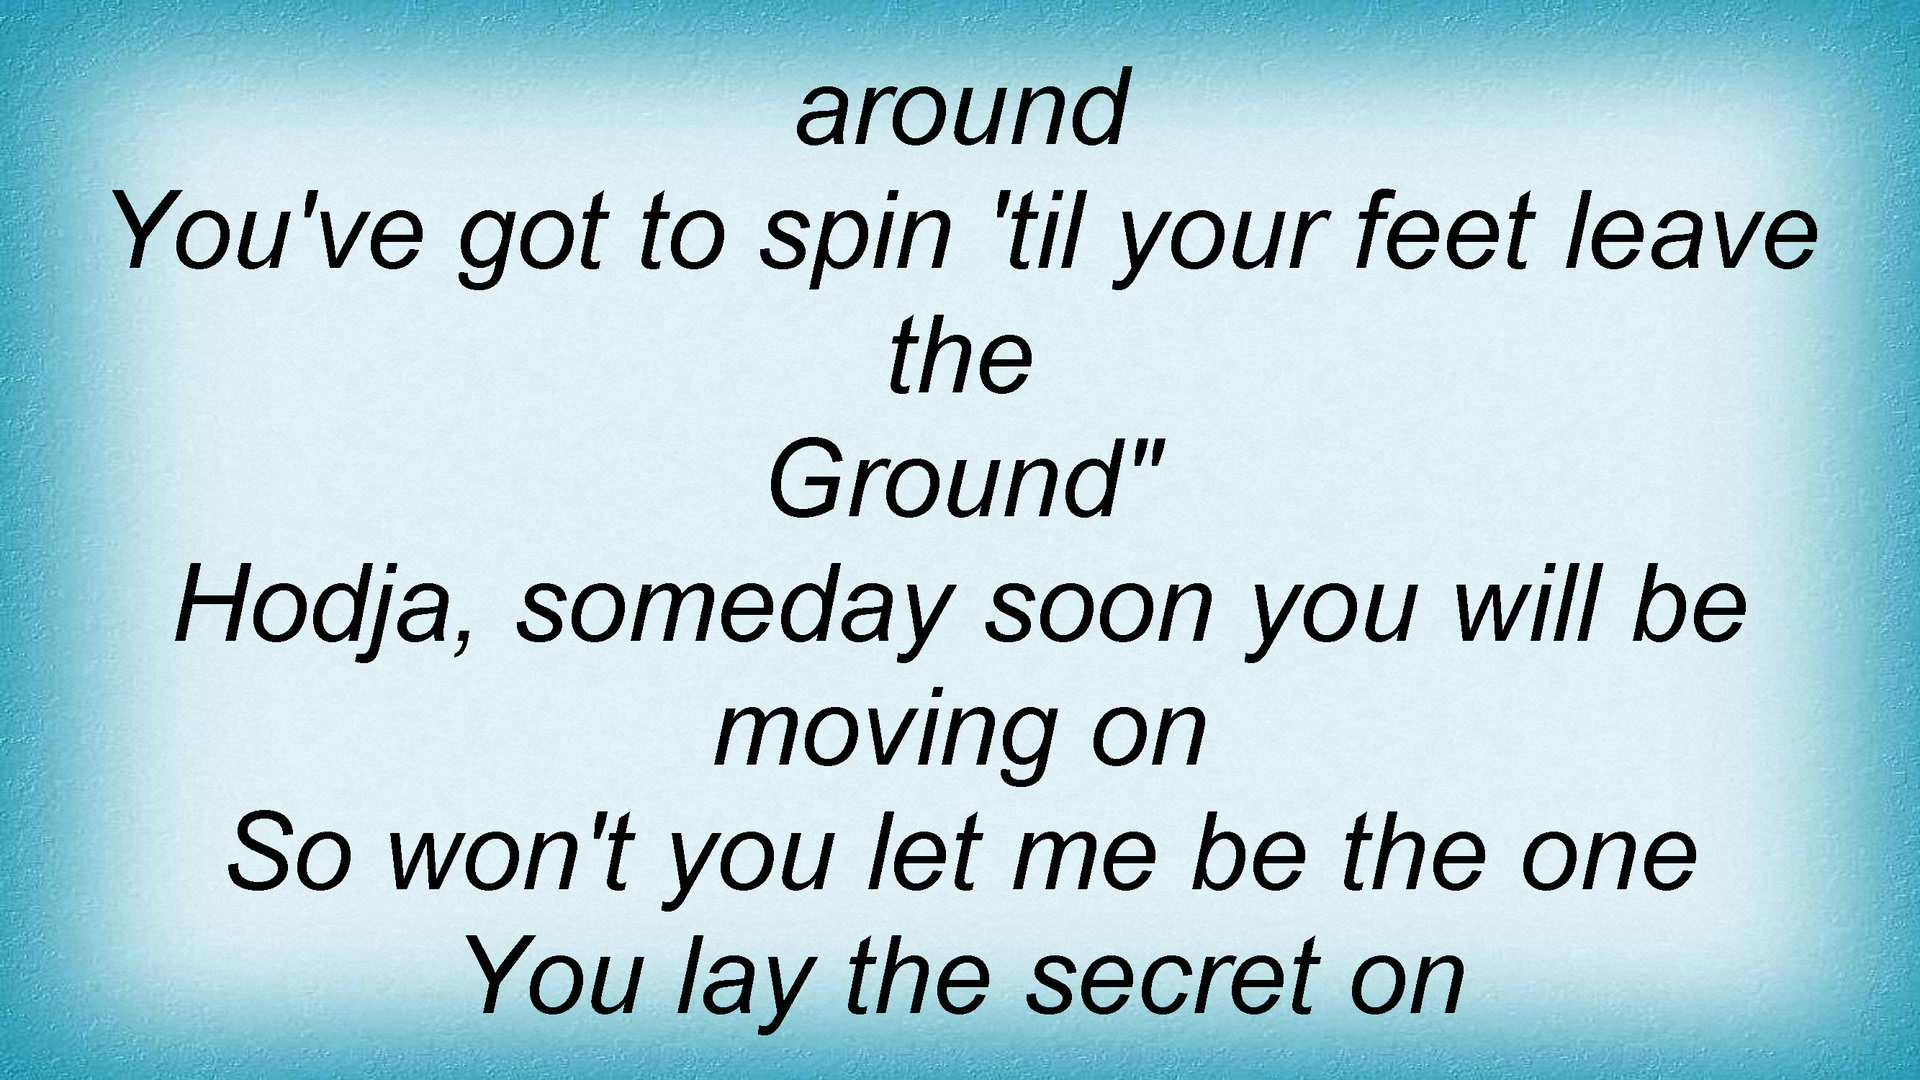 around
You've got to spin 'til your feet leave
the
Ground"
Hodja, someday soon you will be
moving on
So won't you let me be the one
You lay the secret on